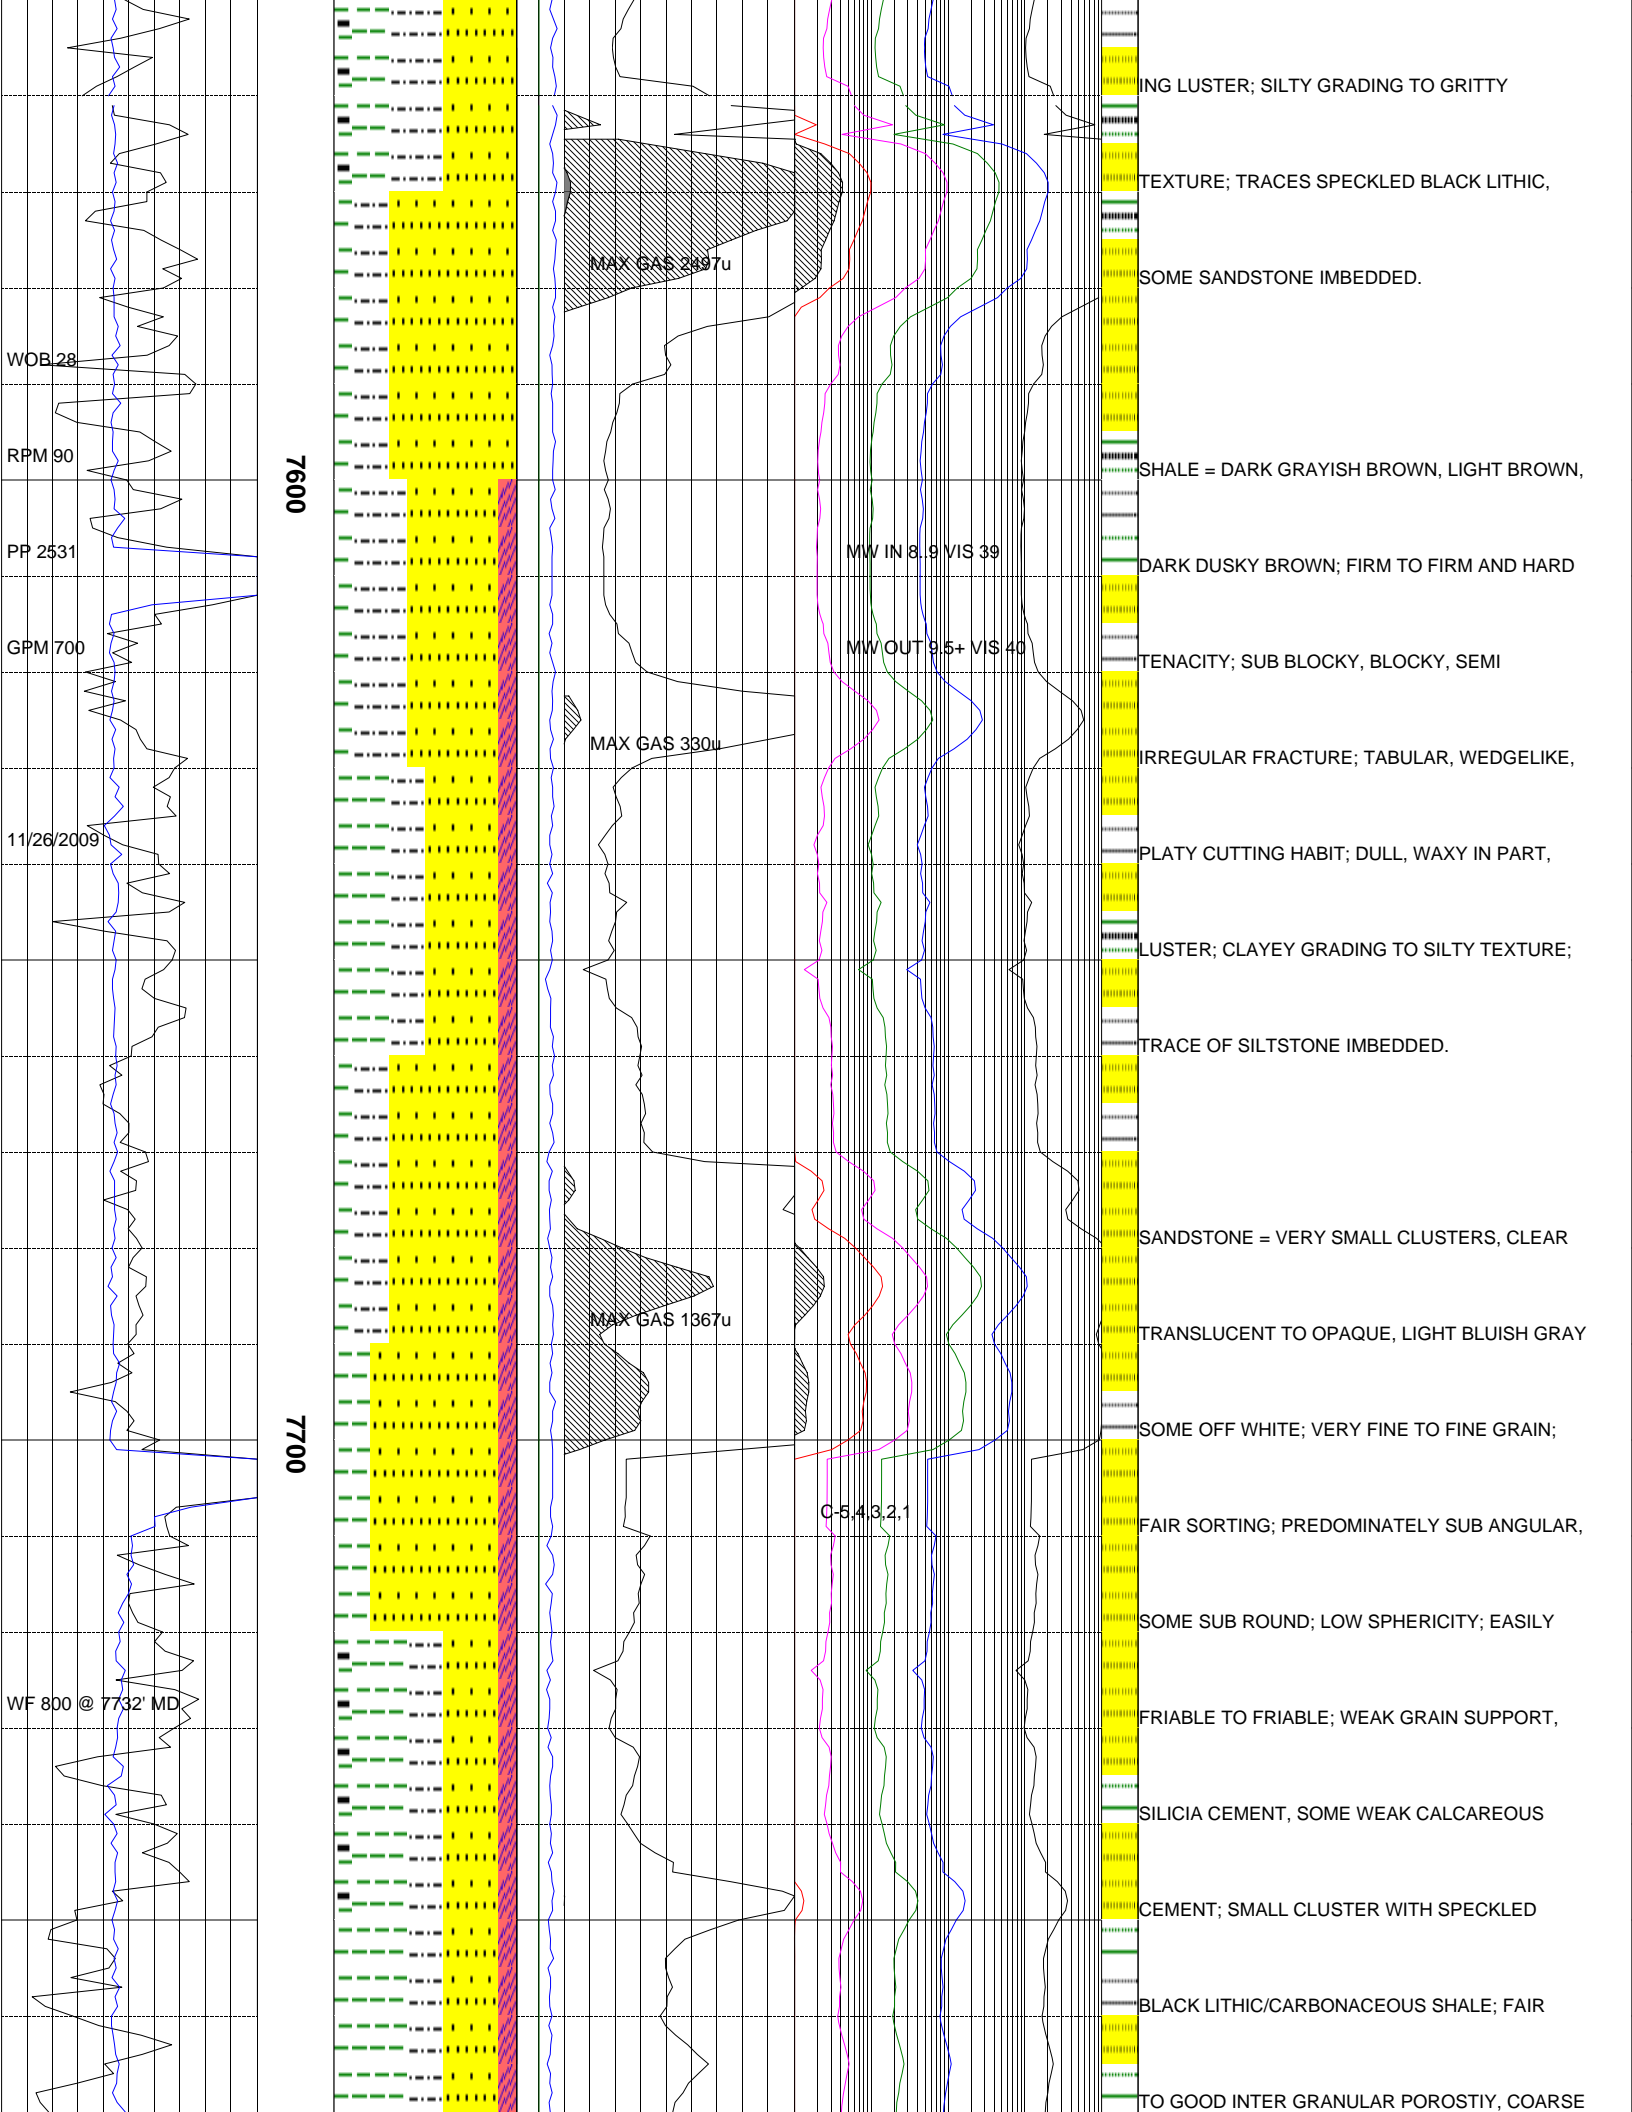 ING LUSTER; SILTY GRADING TO GRITTY
TEXTURE; TRACES SPECKLED BLACK LITHIC,
MAX GAS 2497u
SOME SANDSTONE IMBEDDED.
WOB 28
RPM 90
7600
SHALE = DARK GRAYISH BROWN, LIGHT BROWN,
PP 2531
MW IN 8..9 VIS 39
DARK DUSKY BROWN; FIRM TO FIRM AND HARD
GPM 700
MW OUT 9.5+ VIS 40
TENACITY; SUB BLOCKY, BLOCKY, SEMI
MAX GAS 330u
IRREGULAR FRACTURE; TABULAR, WEDGELIKE,
11/26/2009
PLATY CUTTING HABIT; DULL, WAXY IN PART,
LUSTER; CLAYEY GRADING TO SILTY TEXTURE;
TRACE OF SILTSTONE IMBEDDED.
SANDSTONE = VERY SMALL CLUSTERS, CLEAR
MAX GAS 1367u
TRANSLUCENT TO OPAQUE, LIGHT BLUISH GRAY
7700
SOME OFF WHITE; VERY FINE TO FINE GRAIN;
C-5,4,3,2,1
FAIR SORTING; PREDOMINATELY SUB ANGULAR,
SOME SUB ROUND; LOW SPHERICITY; EASILY
WF 800 @ 7732' MD
FRIABLE TO FRIABLE; WEAK GRAIN SUPPORT,
SILICIA CEMENT, SOME WEAK CALCAREOUS
CEMENT; SMALL CLUSTER WITH SPECKLED
BLACK LITHIC/CARBONACEOUS SHALE; FAIR
TO GOOD INTER GRANULAR POROSTIY, COARSE